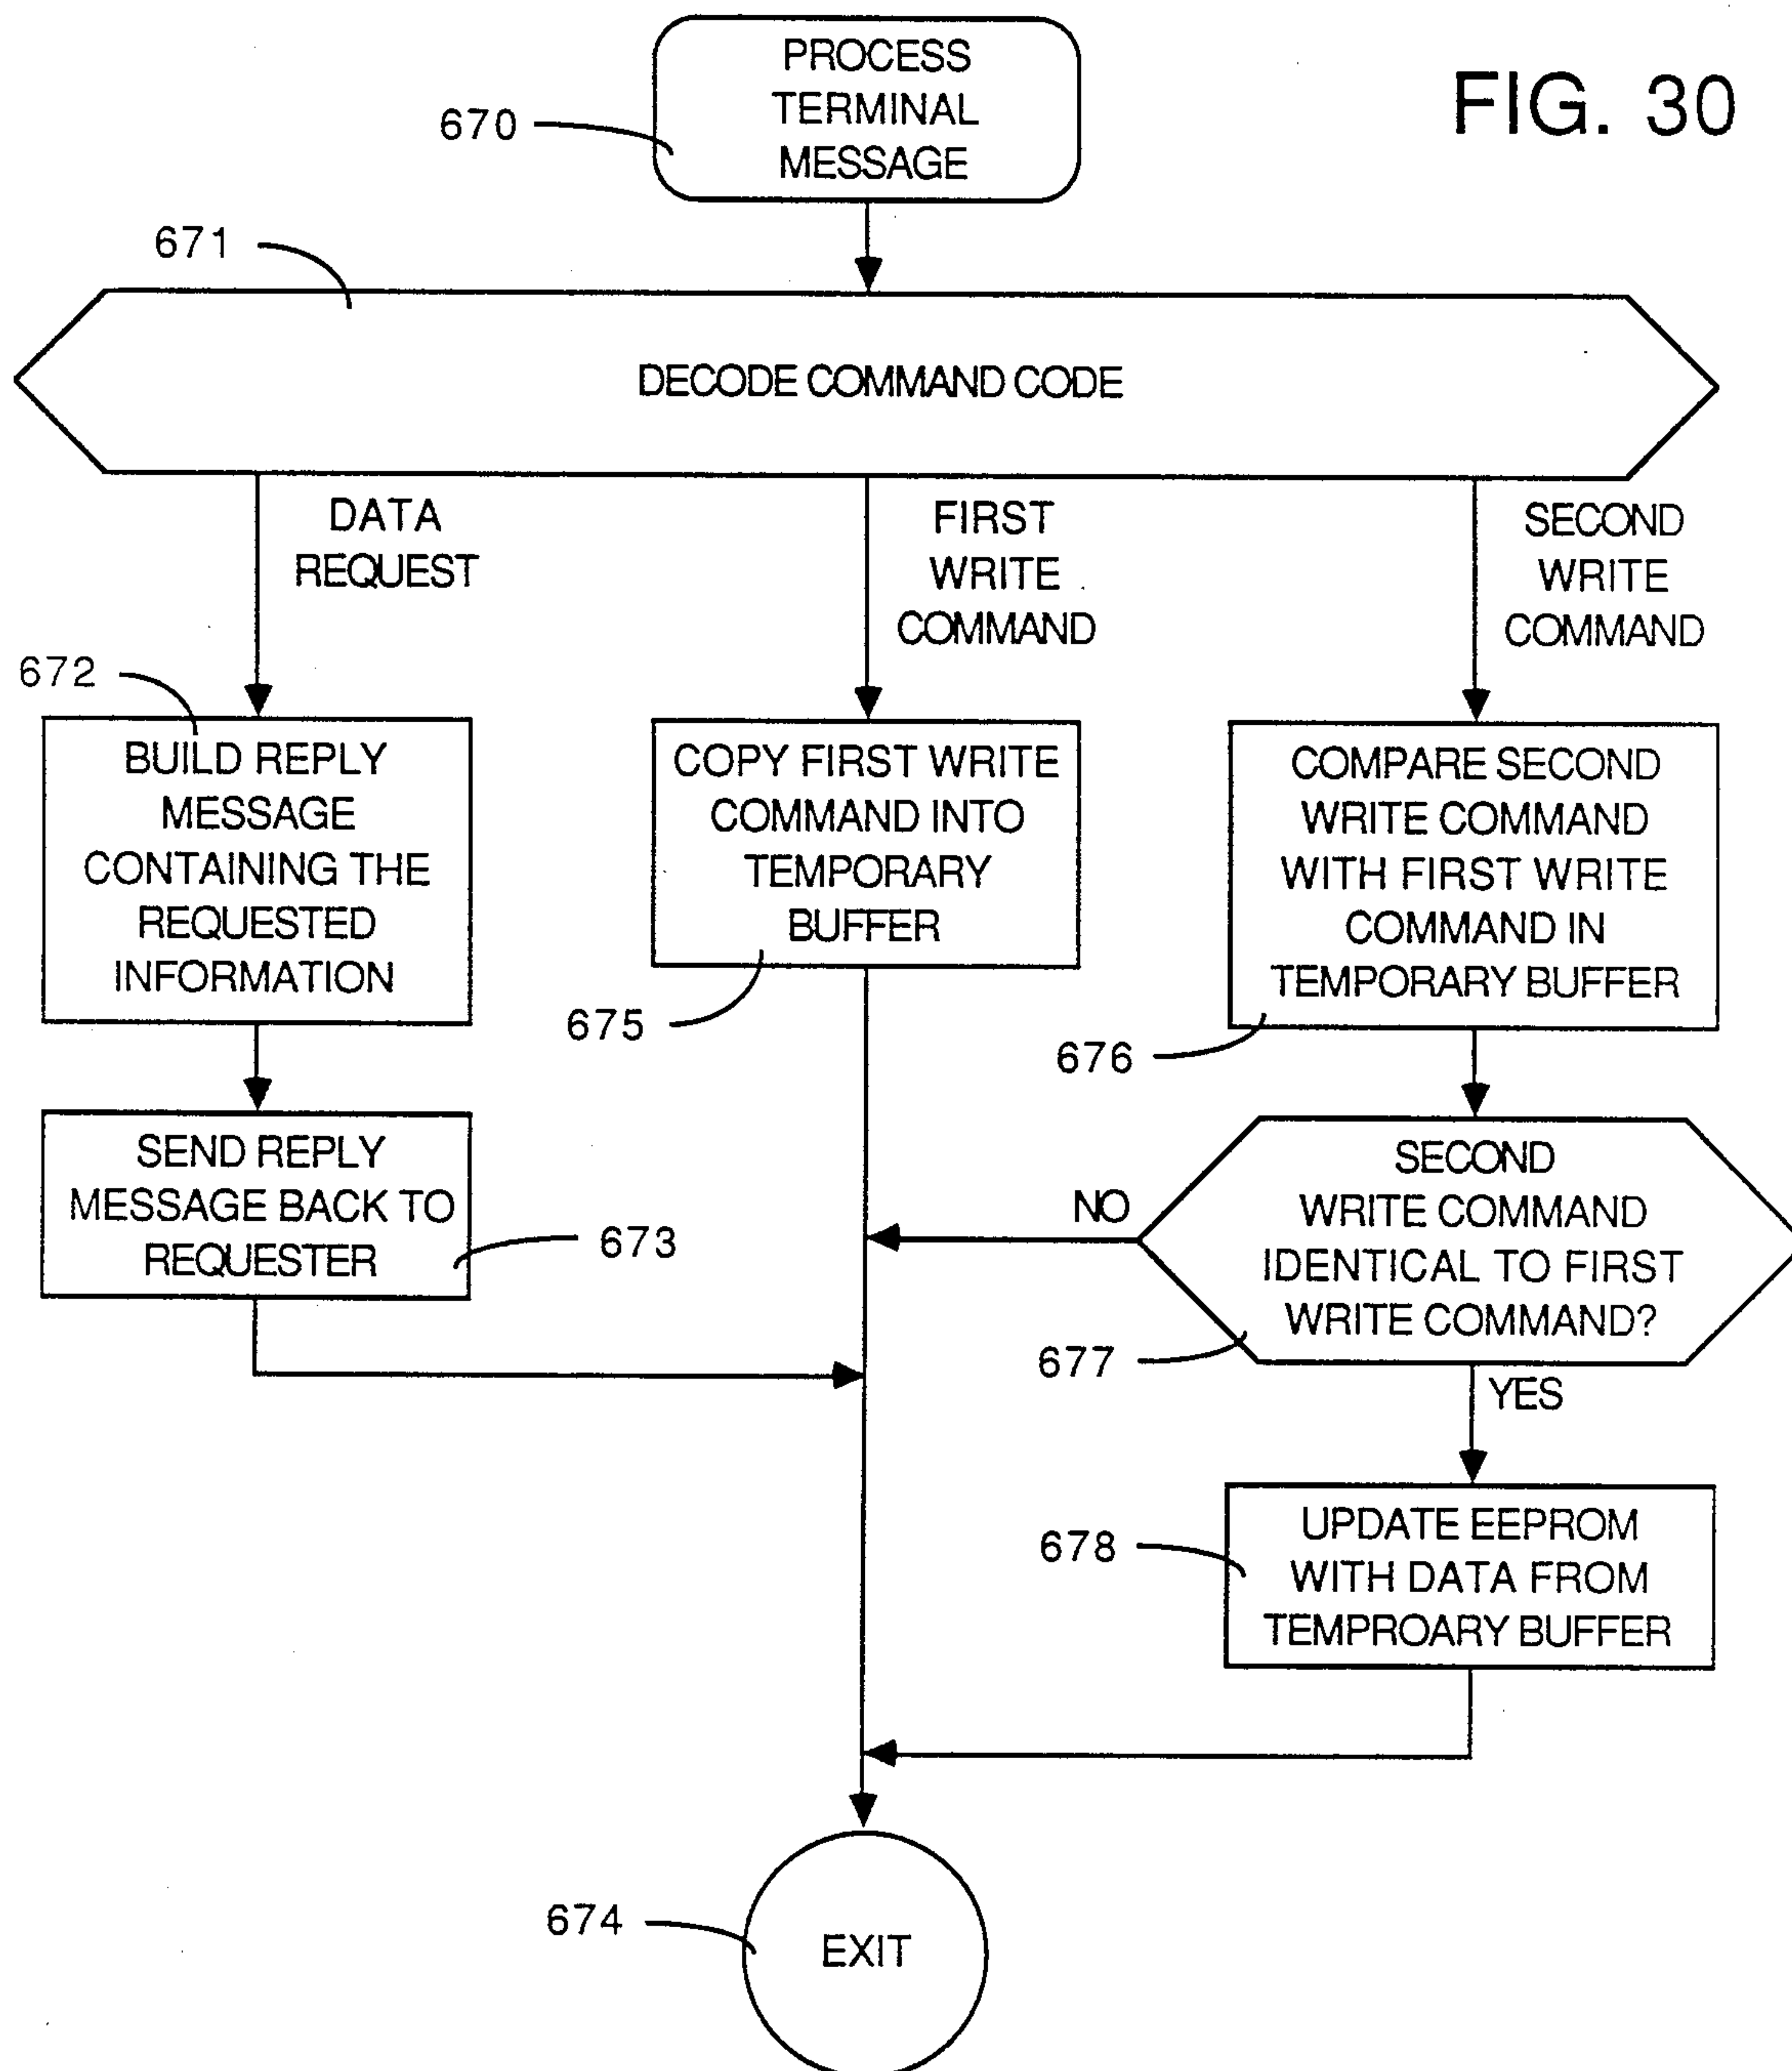 FIG. 30
PROCESS
TERMINAL
MESSAGE
670
671
DECODE COMMAND CODE
DATA
REQUEST
FIRST
WRITE
COMMAND
SECOND
WRITE
COMMAND
672
BUILD REPLY
MESSAGE
CONTAINING THE
REQUESTED
INFORMATION
COPY FIRST WRITE
COMMAND INTO
TEMPORARY
BUFFER
675
COMPARE SECOND
WRITE COMMAND
WITH FIRST WRITE
COMMAND IN
TEMPORARY BUFFER
676
SEND REPLY
MESSAGE BACK TO
REQUESTER
673
NO
SECOND
WRITE COMMAND
IDENTICAL TO FIRST
WRITE COMMAND?
677
YES
678
UPDATE EEPROM
WITH DATA FROM
TEMPROARY BUFFER
674
EXIT